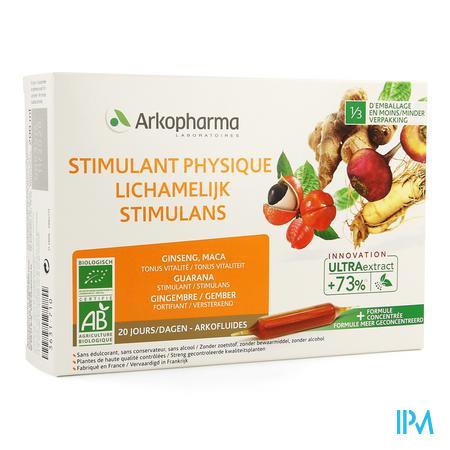 Arkopharma
LABORATOIRES
1/3
D'EMBALLAGE
EN MOINS/MINDER
VERPAKKING
STIMULANT PHYSIQUE
LICHAMELIJK
STIMULANS
GINSENG, MACA
TONUS VITALITÉ / TONUS VITALITEIT
GUARANA
STIMULANT / STIMULANS
GINGEMBRE / GEMBER
FORTIFIANT / VERSTERKEND
INNOVATION
ULTRAextract
+73%
BIOLOGISCH
CERTIFIÉ
AB
AGRICULTURE
BIOLOGIQUE
20 JOURS/DAGEN - ARKOFLUIDES
+ FORMULE
CONCENTRÉE
FORMULE MEER GECONCENTREERD
• Sans édulcorant, sans conservateur, sans alcool / Zonder zoetstof, zonder bewaarmiddel, zonder alcohol
• Plantes de haute qualité contrôlées / Streng gecontroleerde kwaliteitsplanten
• Fabriqué en France / Vervaardigd in Frankrijk
IPM